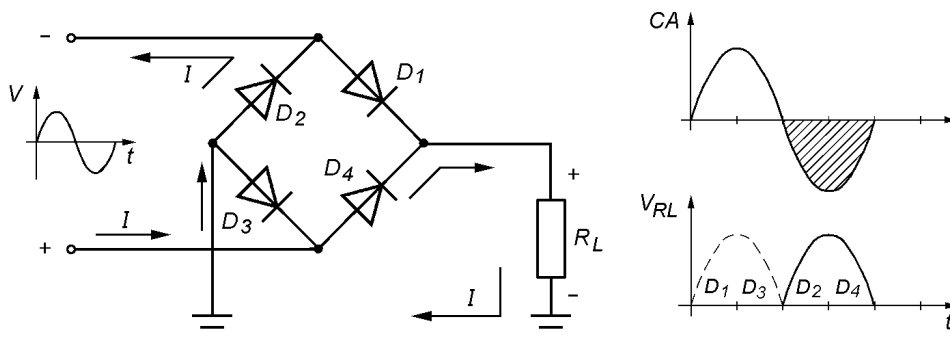 -
I
D1
D2
V
t
D4
D3
I
+
+
RL
-
I
CA
VRL
D1 D3 D2 D4
t